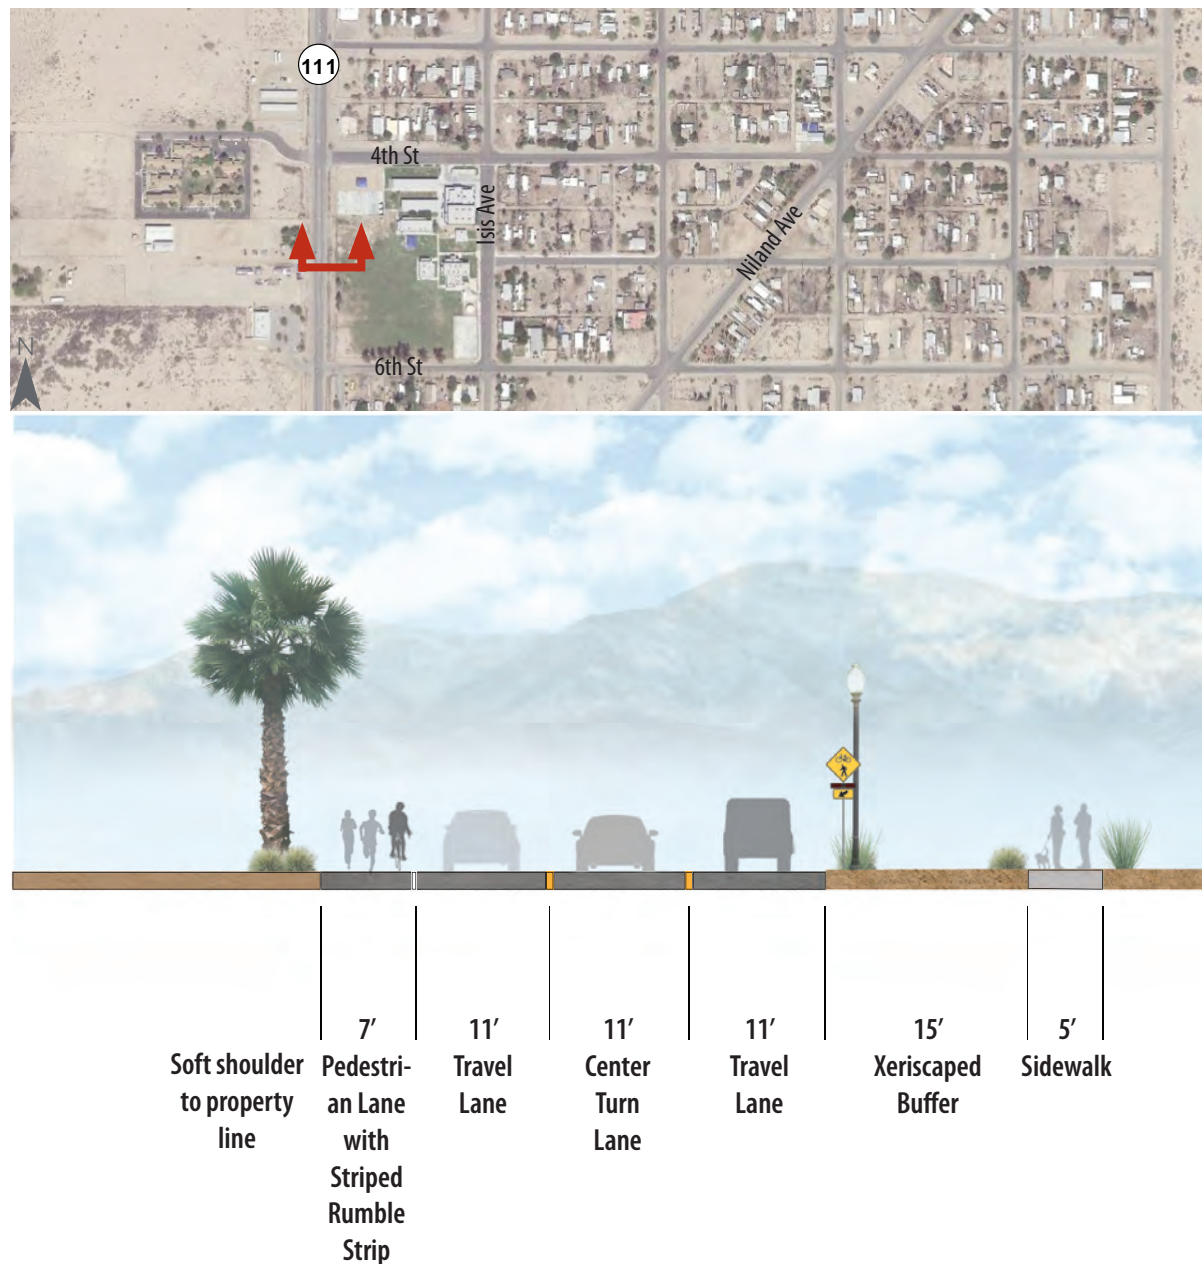 111
4th St
Isis Ave
Niland Ave
6th St
N
Soft shoulder
to property
line
7’
Pedestri-
an Lane
with
Striped
Rumble
Strip
11’
Travel
Lane
11’
Center
Turn
Lane
11’
Travel
Lane
15’
Xeriscaped
Buffer
5’
Sidewalk